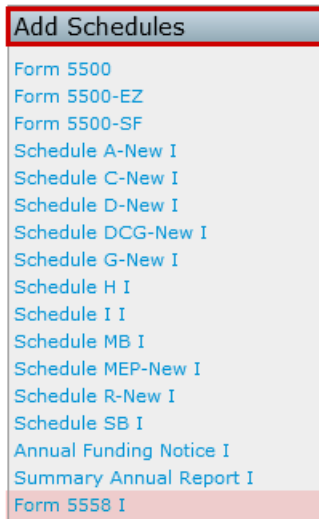 Add Schedules
Form 5500
Form 5500-EZ
Form 5500-SF
Schedule A-New I
Schedule C-New I
Schedule D-New I
Schedule DCG-New I
Schedule G-New I
Schedule H I
Schedule I I
Schedule MB I
Schedule MEP-New I
Schedule R-New I
Schedule SB I
Annual Funding Notice I
Summary Annual Report I
Form 5558 I